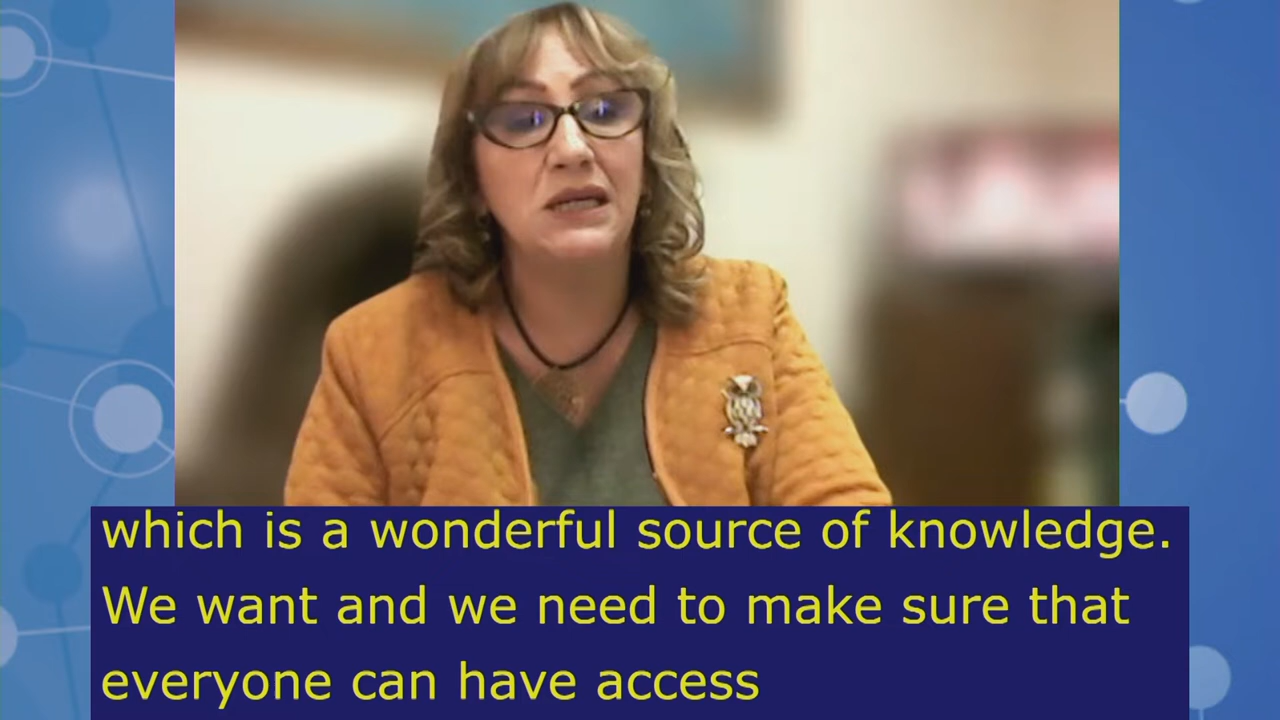 which is a wonderful source of knowledge.
We want and we need to make sure that
everyone can have access